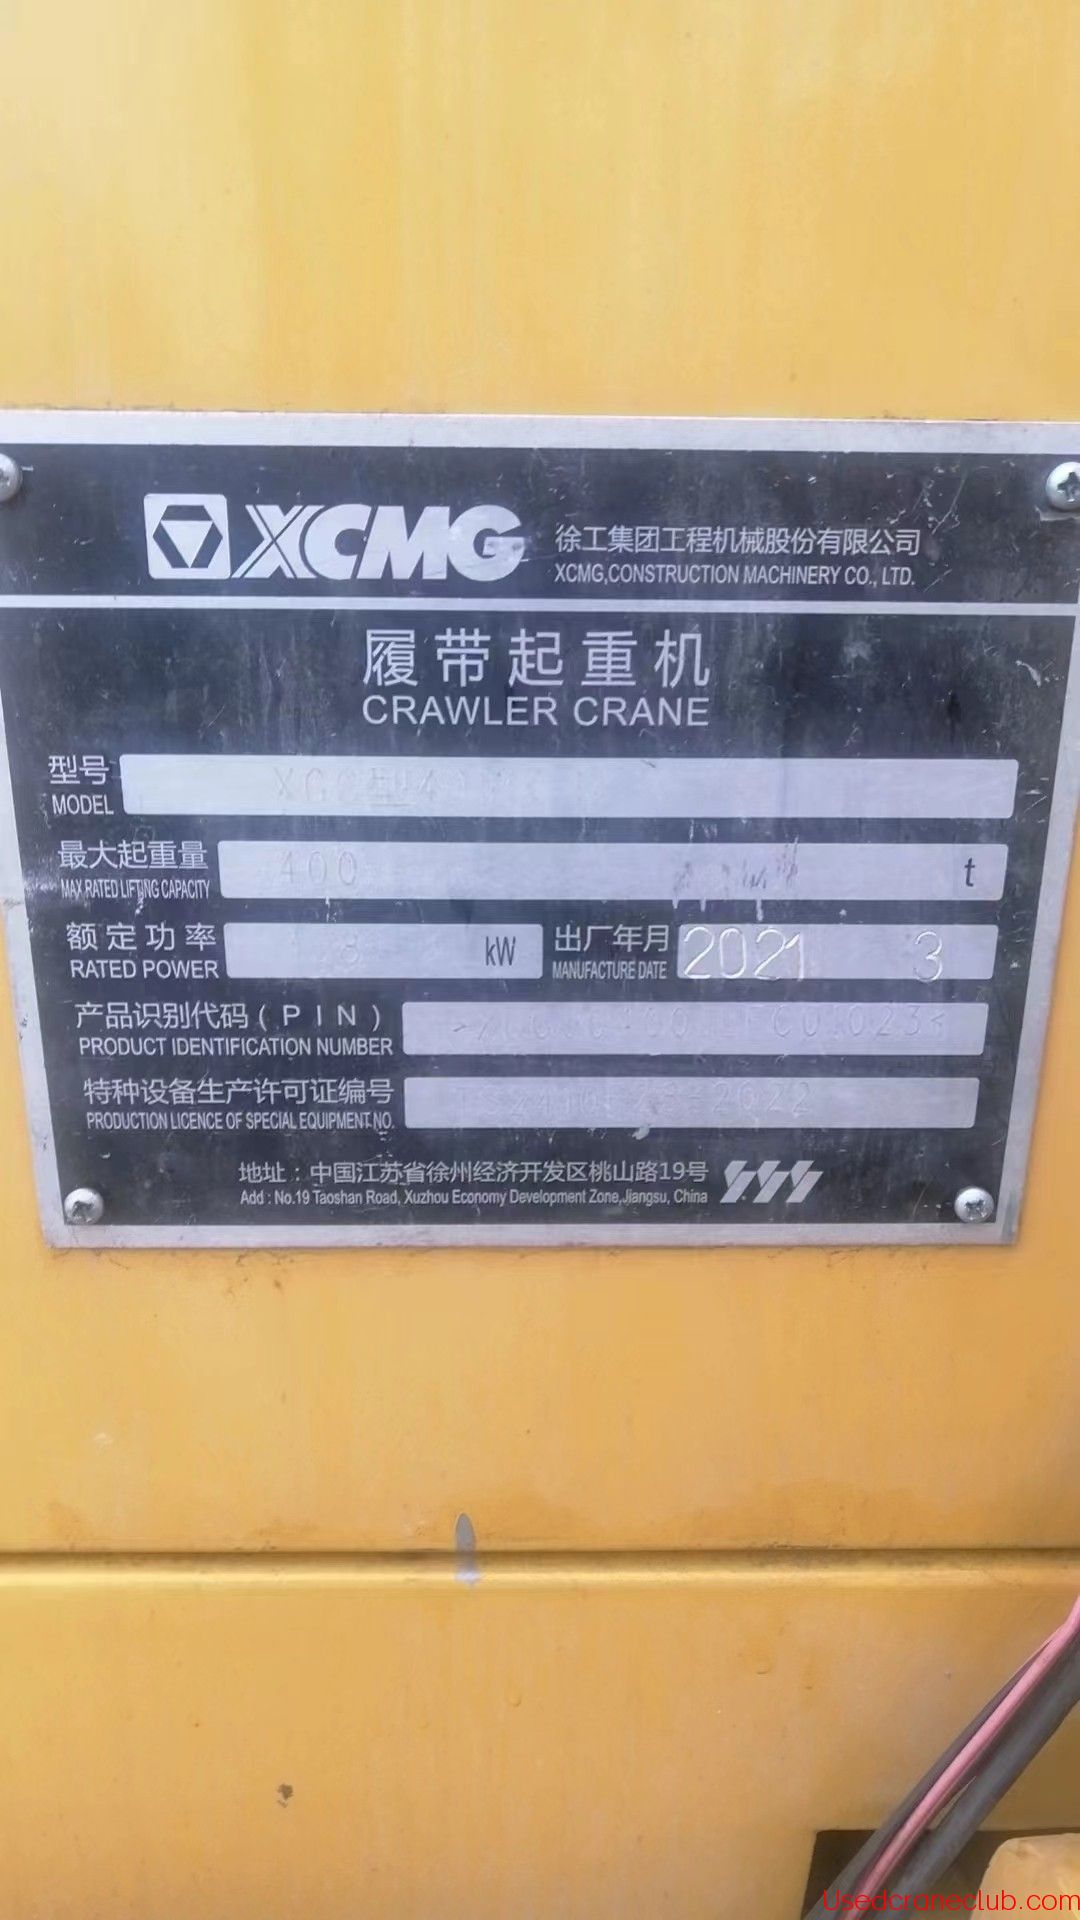 XCMG 徐工集团工程机械股份有限公司
XCMG,CONSTRUCTION MACHINERY CO., LTD.
履带起重机
CRAWLER CRANE
型号
MODEL
最大起重量 400 t
MAX RATED LIFTING CAPACITY
额定功率 kW 出厂年月 2021 3
RATED POWER MANUFACTURE DATE
产品识别代码(PIN)
PRODUCT IDENTIFICATION NUMBER
特种设备生产许可证编号
PRODUCTION LICENCE OF SPECIAL EQUIPMENT NO.
地址：中国江苏省徐州经济开发区桃山路19号
Add : No.19 Taoshan Road, Xuzhou Economy Development Zone,Jiangsu, China
Usedcraneclub.com